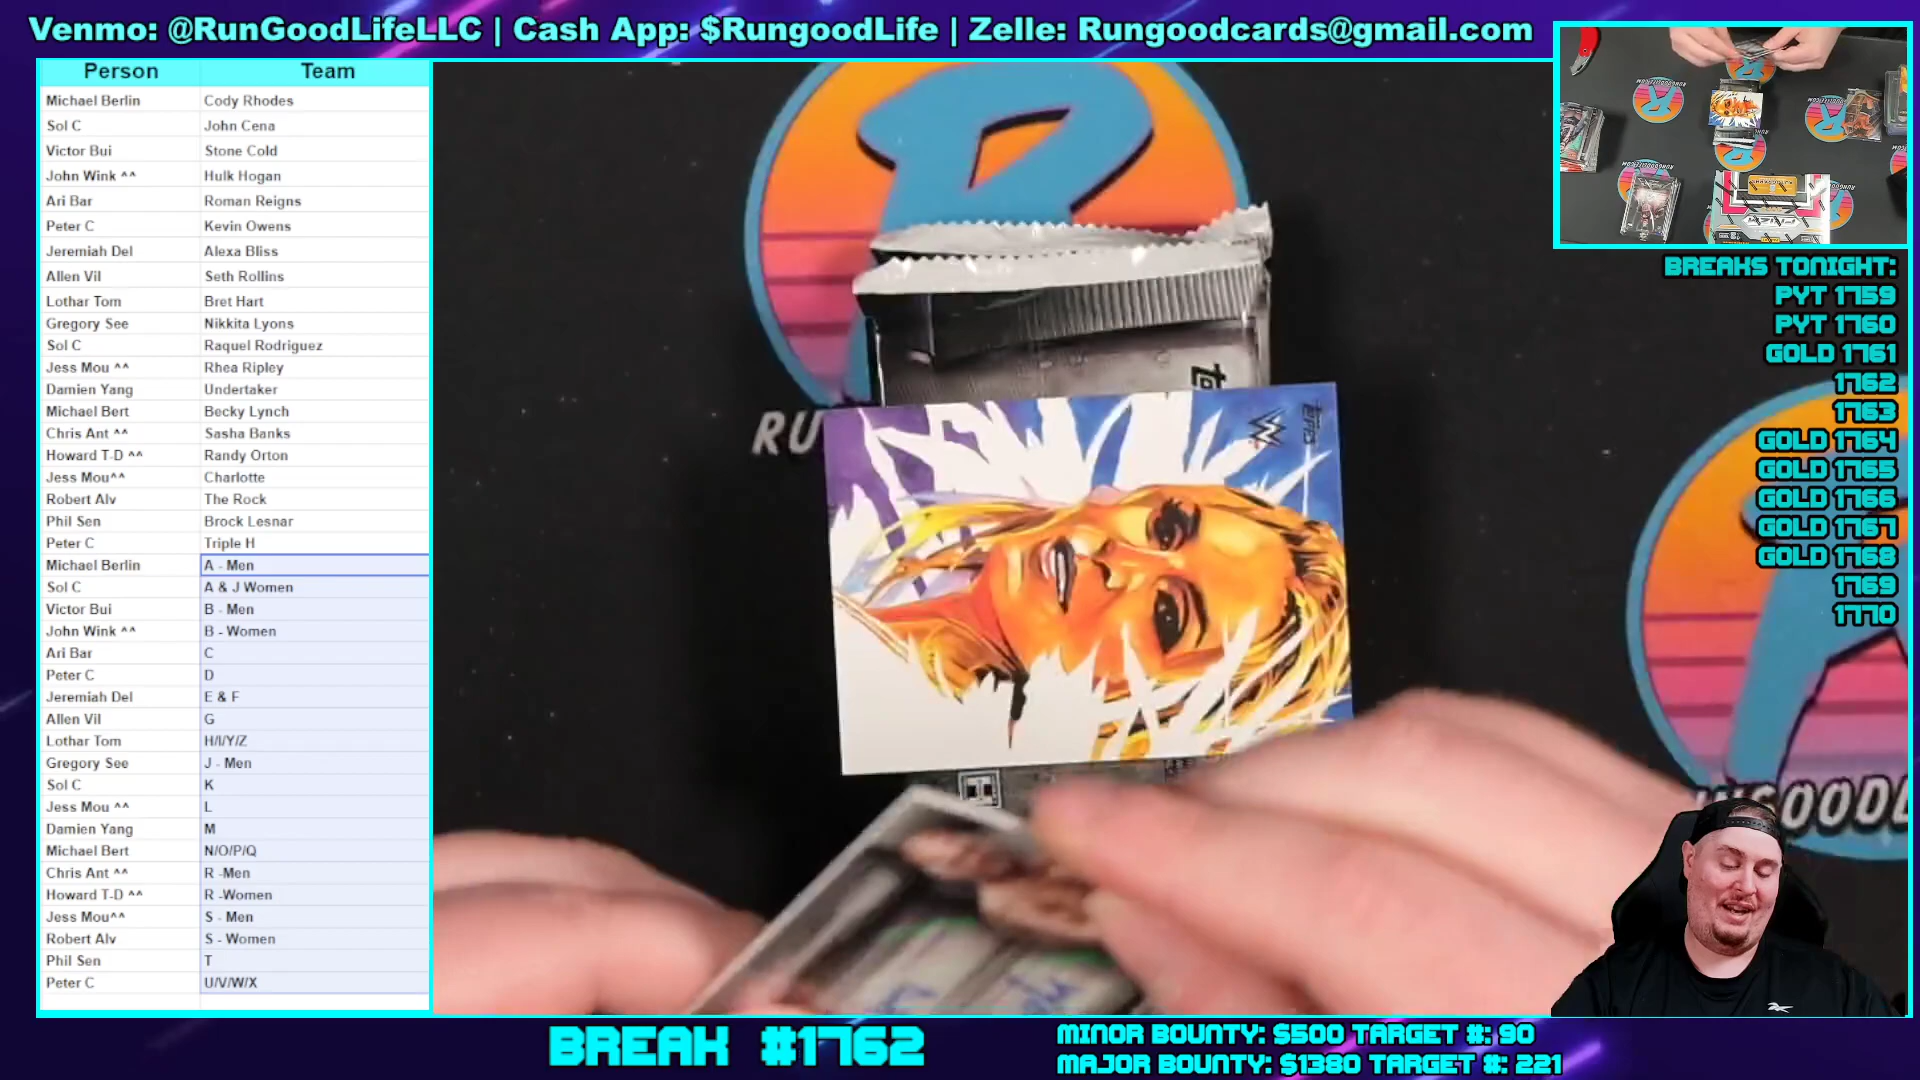 Venmo: @RunGoodLifeLLC | Cash App: $RungoodLife | Zelle: Rungoodcards@gmail.com
Person Team
Michael Berlin Cody Rhodes
Sol C John Cena
Victor Bui Stone Cold
John Wink ^^ Hulk Hogan
Ari Bar Roman Reigns
Peter C Kevin Owens
Jeremiah Del Alexa Bliss
Allen Vil Seth Rollins
Lothar Tom Bret Hart
Gregory See Nikkita Lyons
Sol C Raquel Rodriguez
Jess Mou ^^ Rhea Ripley
Damien Yang Undertaker
Michael Bert Becky Lynch
Chris Ant ^^ Sasha Banks
Howard T-D ^^ Randy Orton
Jess Mou^^ Charlotte
Robert Alv The Rock
Phil Sen Brock Lesnar
Peter C Triple H
Michael Berlin A - Men
Sol C A & J Women
Victor Bui B - Men
John Wink ^^ B - Women
Ari Bar C
Peter C D
Jeremiah Del E & F
Allen Vil G
Lothar Tom H/I/Y/Z
Gregory See J - Men
Sol C K
Jess Mou ^^ L
Damien Yang M
Michael Bert N/O/P/Q
Chris Ant ^^ R -Men
Howard T-D ^^ R -Women
Jess Mou^^ S - Men
Robert Alv S - Women
Phil Sen T
Peter C U/V/W/X
RU
Topps
BREAKS TONIGHT:
PYT 1759
PYT 1760
GOLD 1761
1762
1763
GOLD 1764
GOLD 1765
GOLD 1766
GOLD 1767
GOLD 1768
1769
1770
BREAK #1762
MINOR BOUNTY: $500 TARGET #: 90
MAJOR BOUNTY: $1380 TARGET #: 221